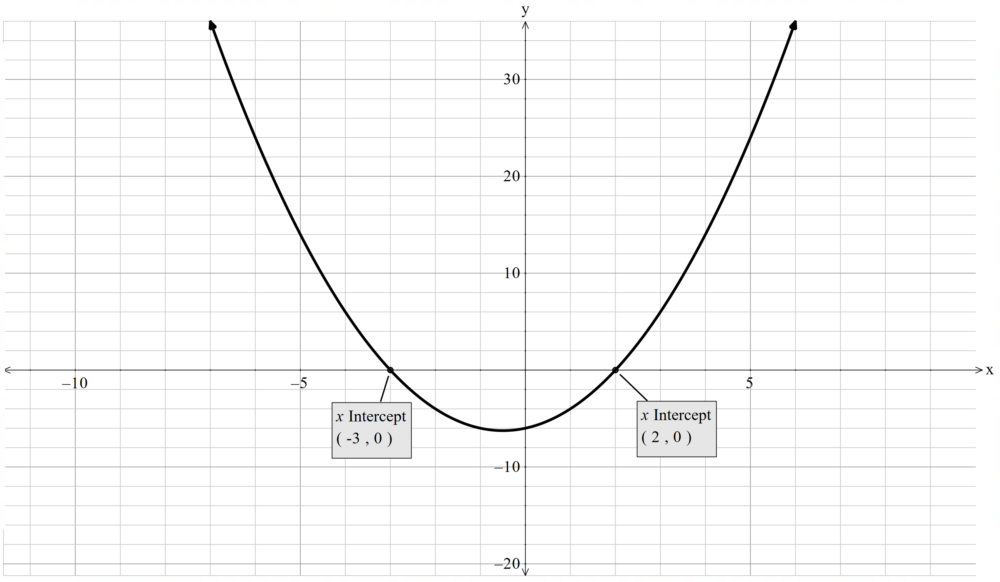 y
30
20
10
–10
–5
5
x
x Intercept
( -3 , 0 )
x Intercept
( 2 , 0 )
–10
–20